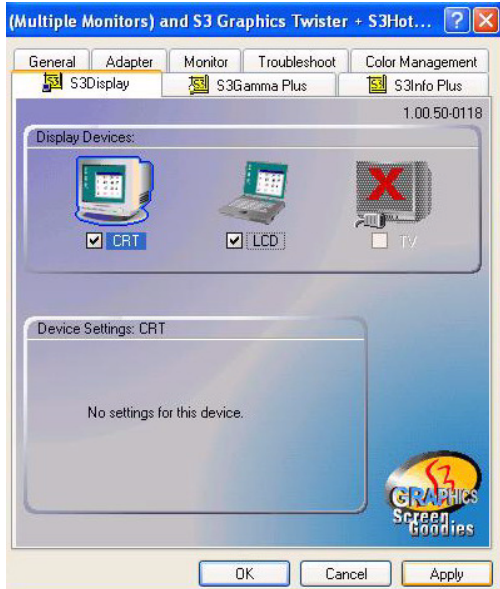 (Multiple Monitors) and S3 Graphics Twister + S3Hot...
General Adapter Monitor Troubleshoot Color Management
S3Display S3Gamma Plus S3Info Plus
1.00.50-0118
Display Devices:
CRT LCD TV
Device Settings: CRT
No settings for this device.
S3
GRAPHICS
Screen
Goodies
OK Cancel Apply